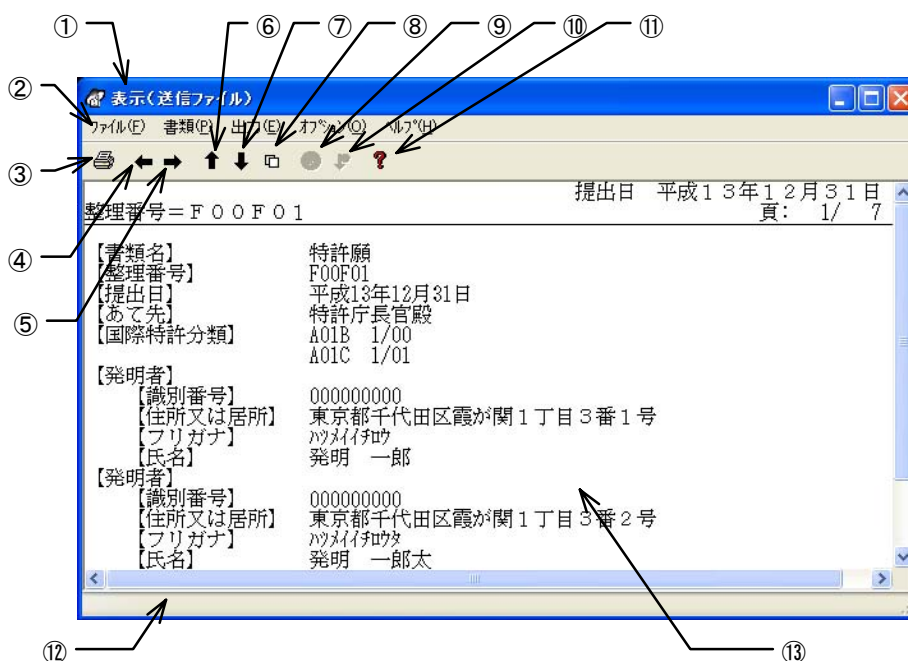 ① ⑥ ⑦ ⑧ ⑨ ⑩ ⑪
②
表示(送信ファイル)
ファイル(F) 書類(P) 出力(E) オプション(O) ヘルプ(H)
③
?
提出日 平成13年12月31日
整理番号=F00F01 頁: 1/ 7
④
【書類名】 特許願
【整理番号】 F00F01
【提出日】 平成13年12月31日
【あて先】 特許庁長官殿
⑤
【国際特許分類】 A01B 1/00
A01C 1/01
【発明者】
【識別番号】 000000000
【住所又は居所】 東京都千代田区霞が関1丁目3番1号
【フリガナ】 ハツメイイチロウ
【氏名】 発明 一郎
【発明者】
【識別番号】 000000000
【住所又は居所】 東京都千代田区霞が関1丁目3番2号
【フリガナ】 ハツメイイチロウタ
【氏名】 発明 一郎太
⑫ ⑬